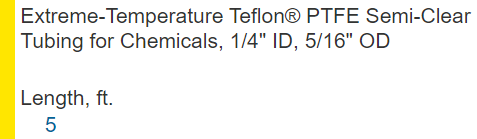 Extreme-Temperature Teflon® PTFE Semi-Clear
Tubing for Chemicals, 1/4" ID, 5/16" OD
Length, ft.
5